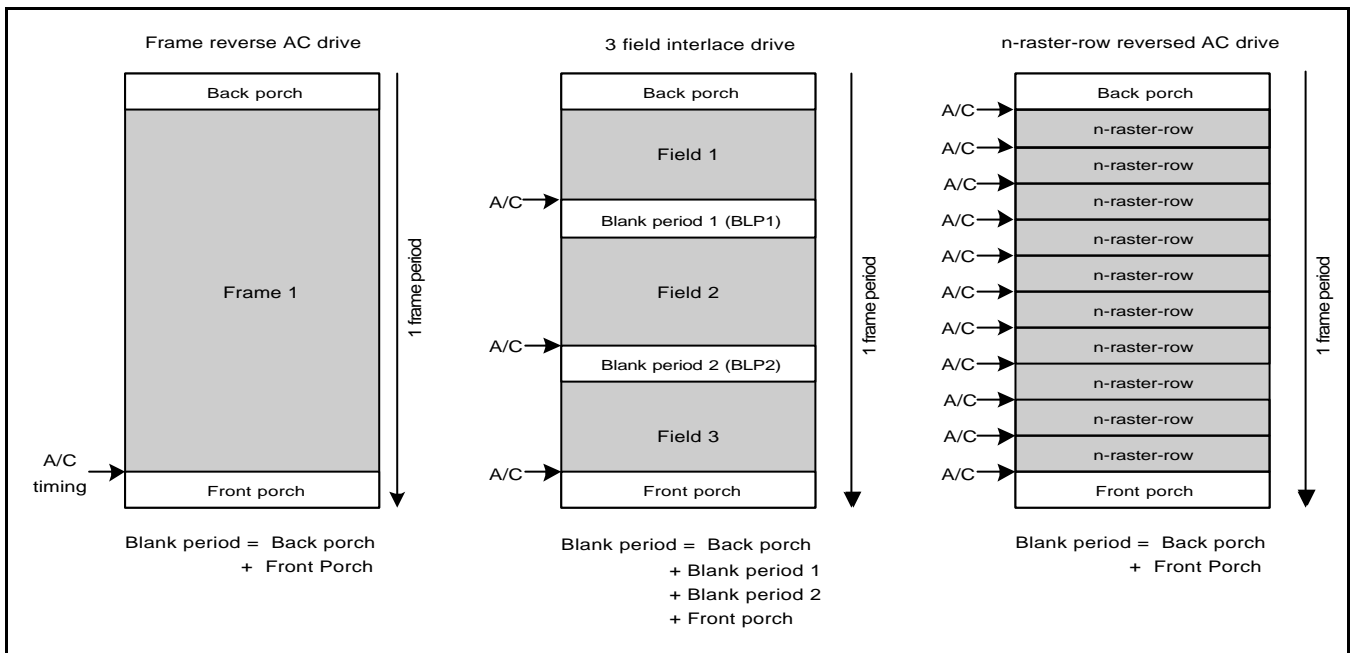 Frame reverse AC drive
Back porch
Frame 1
A/C
timing
Front porch
1 frame period
Blank period = Back porch
+ Front Porch
3 field interlace drive
Back porch
Field 1
A/C
Blank period 1 (BLP1)
Field 2
A/C
Blank period 2 (BLP2)
Field 3
A/C
Front porch
1 frame period
Blank period = Back porch
+ Blank period 1
+ Blank period 2
+ Front porch
n-raster-row reversed AC drive
Back porch
A/C
n-raster-row
A/C
n-raster-row
A/C
n-raster-row
A/C
n-raster-row
A/C
n-raster-row
A/C
n-raster-row
A/C
n-raster-row
A/C
n-raster-row
A/C
n-raster-row
A/C
n-raster-row
A/C
Front porch
1 frame period
Blank period = Back porch
+ Front Porch